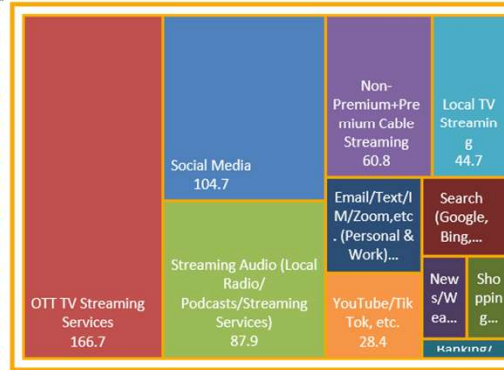 OTT TV Streaming
Services
166.7
Social Media
104.7
Streaming Audio (Local
Radio/
Podcasts/Streaming
Services)
87.9
Non-
Premium+Pre
mium Cable
Streaming
60.8
Local TV
Streamin
g
44.7
Email/Text/I
M/Zoom,etc
. (Personal &
Work)...
YouTube/Tik
Tok, etc.
28.4
Search
(Google,
Bing,...
New
s/W
ea...
Sho
ppin
g...
Banking/